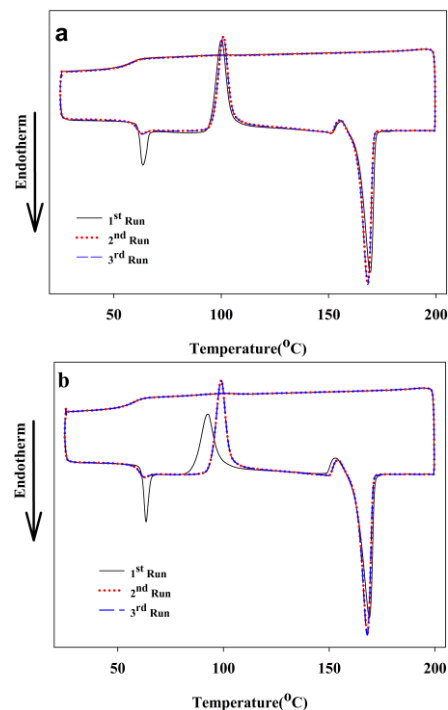 a
Endotherm
1st Run
2nd Run
3rd Run
50 100 150 200
Temperature(oC)
b
Endotherm
1st Run
2nd Run
3rd Run
50 100 150 200
Temperature(oC)